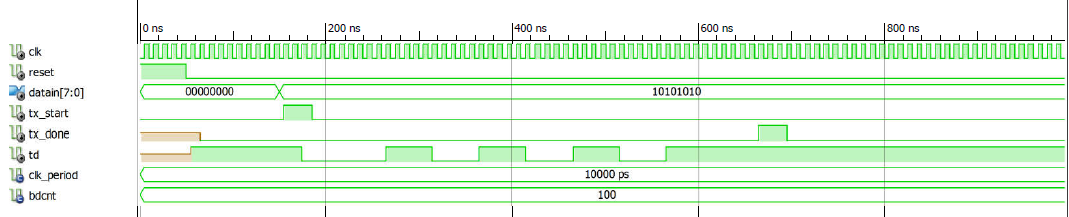 0 ns 200 ns 400 ns 600 ns 800 ns
clk
reset
datain[7:0] 00000000 10101010
tx_start
tx_done
td
clk_period 10000 ps
bdcnt 100